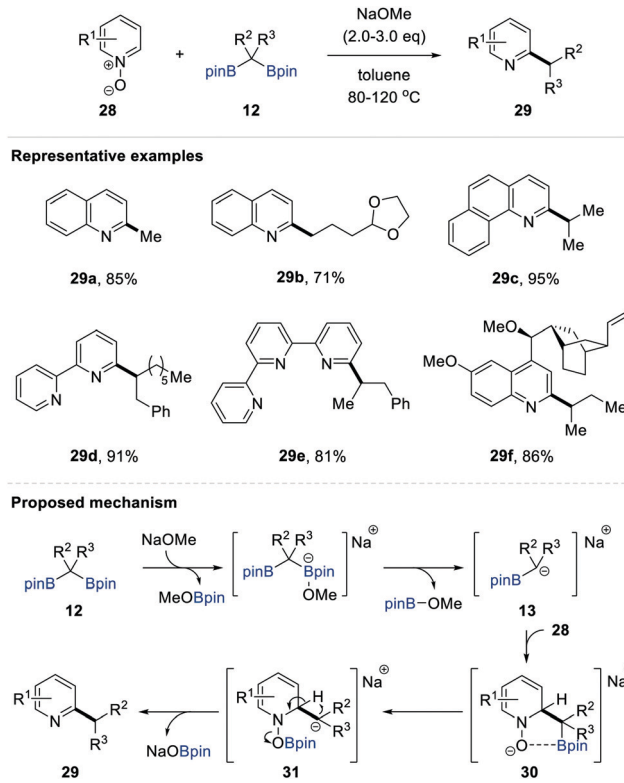 R1 N ⊕ O ⊖ + R2 R3 pinB Bpin NaOMe (2.0-3.0 eq) toluene 80-120 °C R1 N R2 R3
28 12 29
Representative examples
N Me
29a, 85%
N O O
29b, 71%
N Me Me
29c, 95%
N N (  )5 Me Ph
29d, 91%
N N N Me Ph
29e, 81%
MeO N MeO N Me Me
29f, 86%
Proposed mechanism
R2 R3 pinB Bpin
12
NaOMe
MeOBpin
R2 R3 ⊖ pinB Bpin OMe Na⊕
pinB–OMe
R2 R3 pinB ⊖ Na⊕
13
28
R1 N H R2 R3 ⊖O Bpin Na
30
R1 N H R2 ⊖ R3 OBpin Na⊕
31
NaOBpin
R1 N R2 R3
29